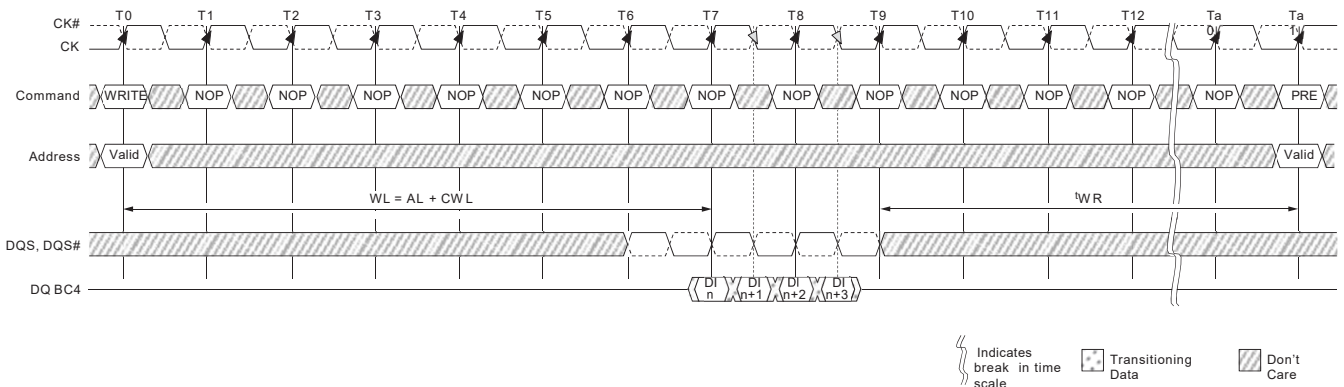 T0 T1 T2 T3 T4 T5 T6 T7 T8 T9 T10 T11 T12 Ta 0 Ta 1
CK#
CK
Command WRITE NOP NOP NOP NOP NOP NOP NOP NOP NOP NOP NOP NOP NOP PRE
Address Valid Valid
WL = AL + CWL tWR
DQS, DQS#
DQ BC4 DI n DI n+1 DI n+2 DI n+3
Indicates break in time scale
Transitioning Data
Don't Care